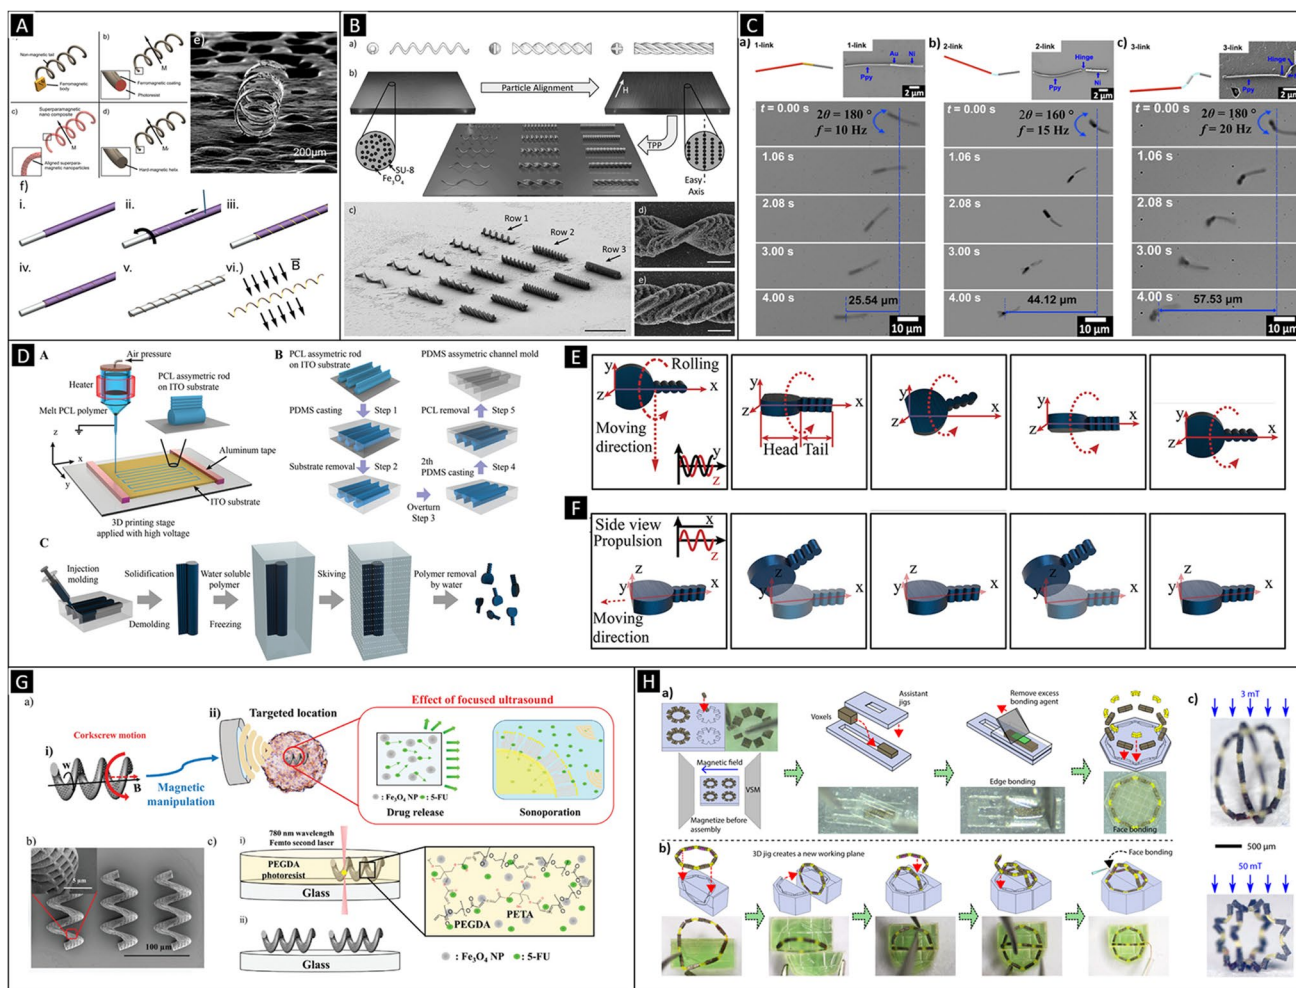 A
Non-magnetic tail
Ferromagnetic
body
b)
M
Ferromagnetic coating
Photoresist
c)
Superparamagnetic
nano composite
M
Aligned superpara-
magnetic nanoparticles
d)
Hard-magnetic helix
e)
200μm
f)
i.
ii.
iii.
iv.
v.
vi.)
B
B
a)
b)
Particle Alignment
H
SU-8
Fe3O4
TPP
Easy
Axis
c)
Row 1
Row 2
Row 3
d)
e)
C
a)
1-link
1-link
Au
Ni
Ppy
2 μm
t = 0.00 s
2θ = 180 °
f = 10 Hz
1.06 s
2.08 s
3.00 s
4.00 s
25.54 μm
10 μm
b)
2-link
2-link
Hinge
Ppy
Ni
2 μm
t = 0.00 s
2θ = 160 °
f = 15 Hz
1.06 s
2.08 s
3.00 s
4.00 s
44.12 μm
10 μm
c)
3-link
3-link
Hinge
Ppy
2 μm
t = 0.00 s
2θ = 180 °
f = 20 Hz
1.06 s
2.08 s
3.00 s
4.00 s
57.53 μm
10 μm
D
A
Air pressure
Heater
Melt PCL polymer
PCL assymetric rod
on ITO substrate
z
x
y
Aluminum tape
ITO substrate
3D printing stage
applied with high voltage
B
PCL assymetric rod
on ITO substrate
PDMS assymetric channel mold
PDMS casting
Step 1
PCL removal
Step 5
Substrate removal
Step 2
2th
PDMS casting
Step 4
Overturn
Step 3
C
Injection
molding
Solidification
Demolding
Water soluble
polymer
Freezing
Skiving
Polymer removal
by water
E
y
Rolling
z
x
Moving
direction
y
z
y
x
z
Head
Tail
y
x
z
y
x
z
y
x
z
F
Side view
Propulsion
x
z
z
y
x
Moving
direction
z
y
x
z
y
x
z
y
x
z
y
x
G
a)
i)
Corkscrew motion
w
B
Magnetic
manipulation
ii)
Targeted location
Effect of focused ultrasound
: Fe3O4 NP
: 5-FU
Drug release
Sonoporation
b)
5 μm
100 μm
c)
780 nm wavelength
Femto second laser
i)
PEGDA
photoresist
Glass
ii)
Glass
PETA
PEGDA
: Fe3O4 NP
: 5-FU
H
a)
Magnetic field
VSM
Magnetize before
assembly
Assistant
jigs
Voxels
Remove excess
bonding agent
Edge bonding
Face bonding
b)
3D jig creates a new working plane
Face bonding
c)
3 mT
500 μm
50 mT